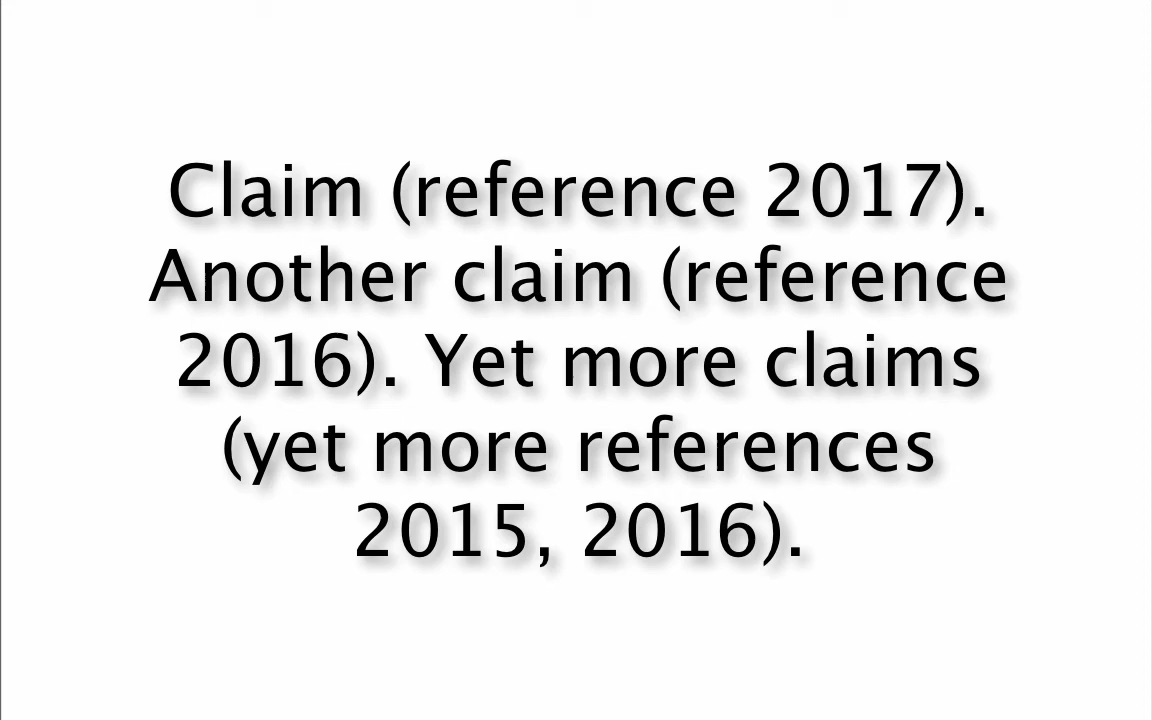 Claim (reference 2017).
Another claim (reference
2016). Yet more claims
(yet more references
2015, 2016).